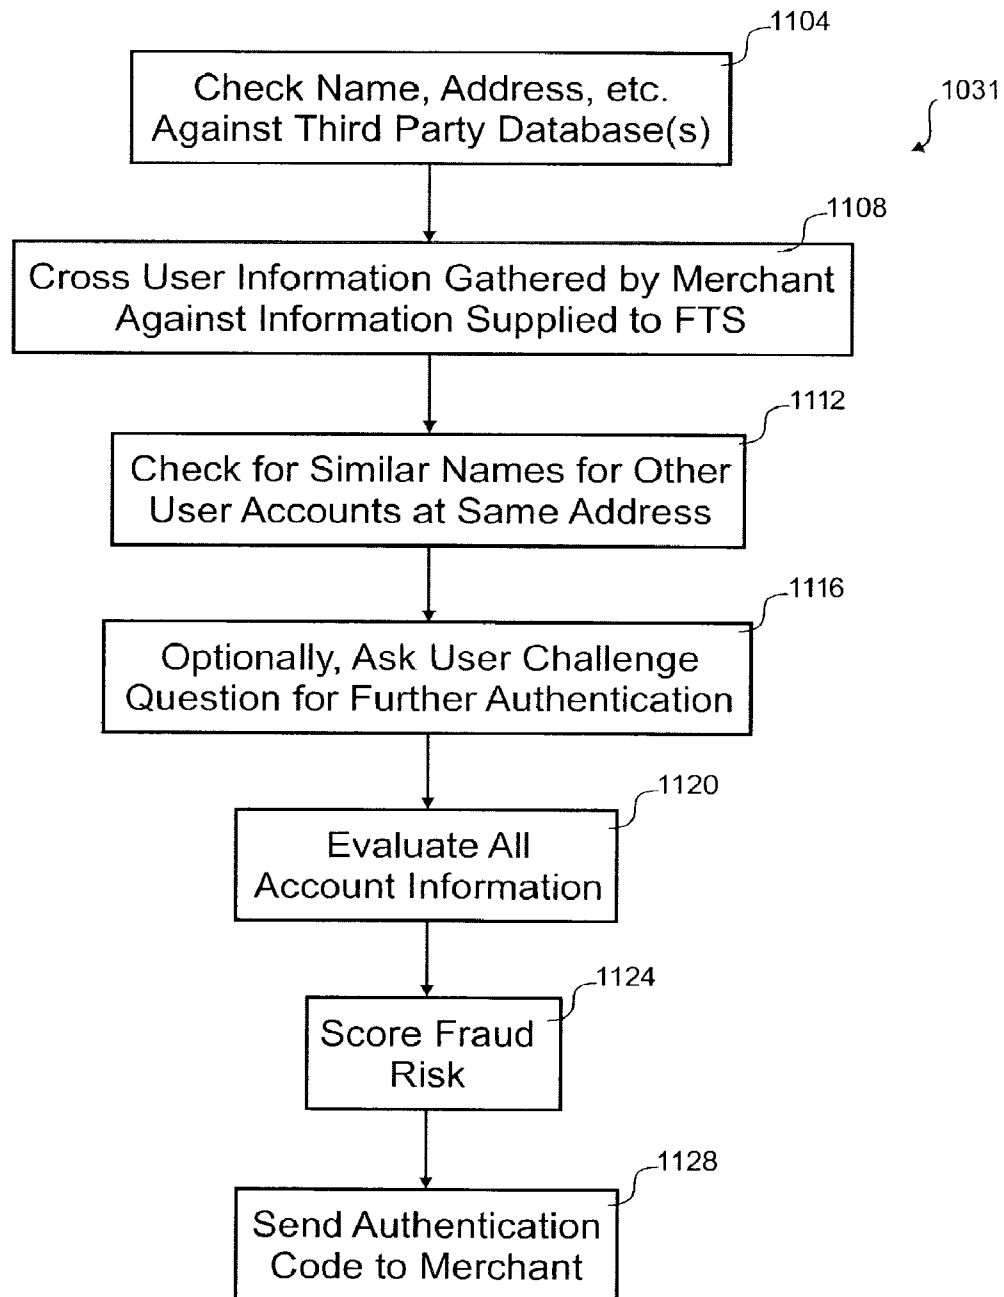 1104
Check Name, Address, etc.
Against Third Party Database(s)
1031
1108
Cross User Information Gathered by Merchant
Against Information Supplied to FTS
1112
Check for Similar Names for Other
User Accounts at Same Address
1116
Optionally, Ask User Challenge
Question for Further Authentication
1120
Evaluate All
Account Information
1124
Score Fraud
Risk
1128
Send Authentication
Code to Merchant